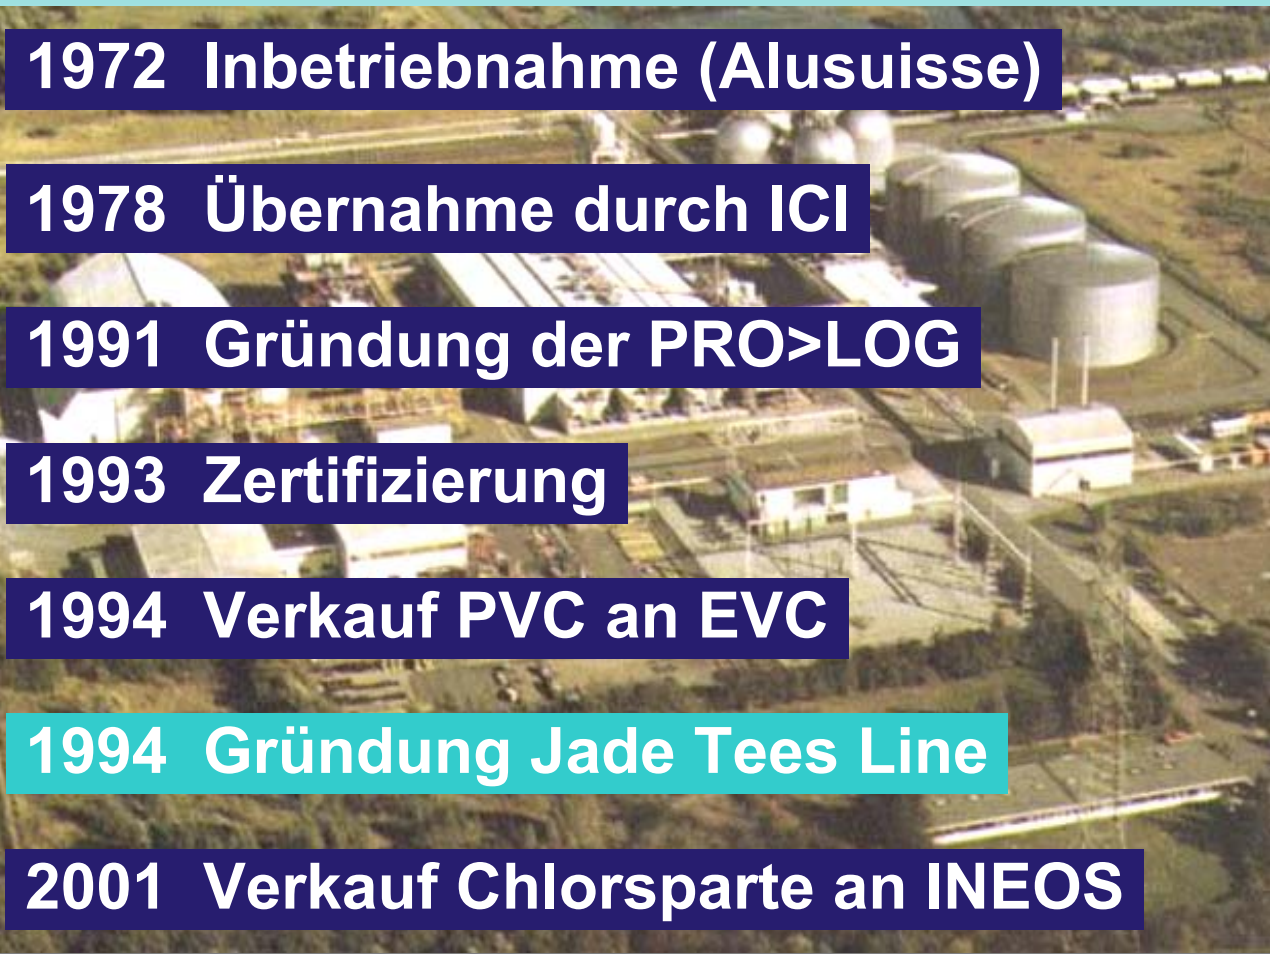 1972 Inbetriebnahme (Alusuisse)
1978 Übernahme durch ICI
1991 Gründung der PRO>LOG
1993 Zertifizierung
1994 Verkauf PVC an EVC
1994 Gründung Jade Tees Line
2001 Verkauf Chlorsparte an INEOS